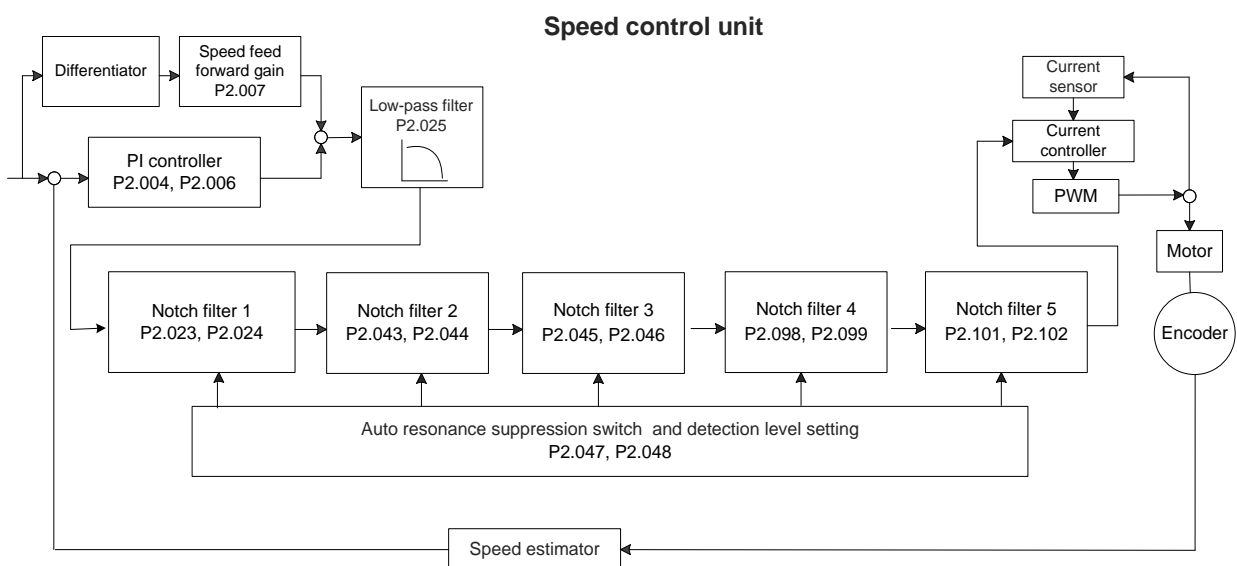 Speed control unit
Differentiator
Speed feed
forward gain
P2.007
Low-pass filter
P2.025
PI controller
P2.004, P2.006
Current
sensor
Current
controller
PWM
Motor
Encoder
Notch filter 1
P2.023, P2.024
Notch filter 2
P2.043, P2.044
Notch filter 3
P2.045, P2.046
Notch filter 4
P2.098, P2.099
Notch filter 5
P2.101, P2.102
Auto resonance suppression switch and detection level setting
P2.047, P2.048
Speed estimator